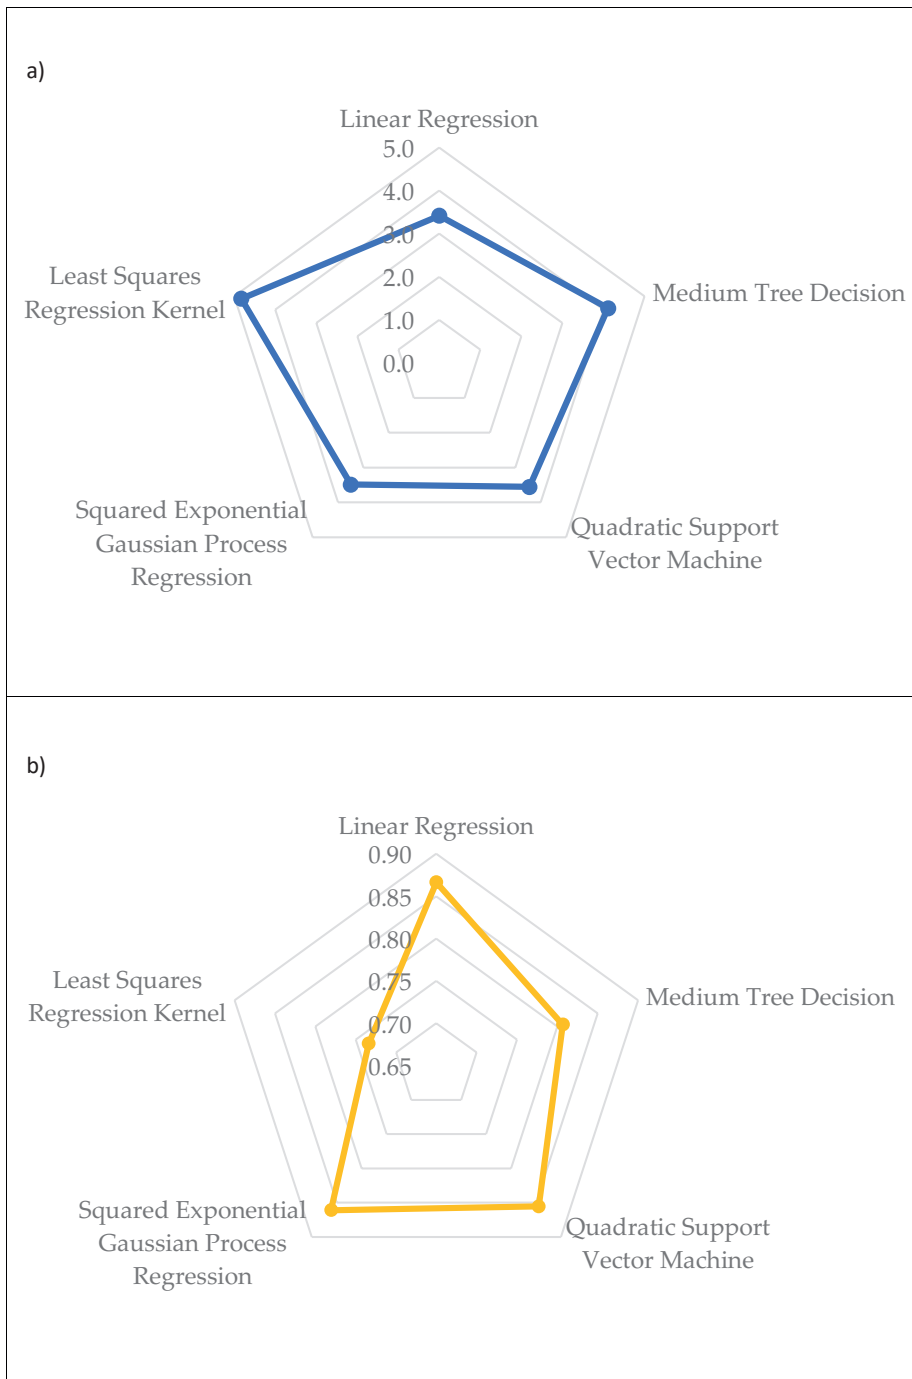 a)
Linear Regression
5.0
4.0
3.0
2.0
1.0
0.0
Medium Tree Decision
Quadratic Support
Vector Machine
Squared Exponential
Gaussian Process
Regression
Least Squares
Regression Kernel
b)
Linear Regression
0.90
0.85
0.80
0.75
0.70
0.65
Medium Tree Decision
Quadratic Support
Vector Machine
Squared Exponential
Gaussian Process
Regression
Least Squares
Regression Kernel